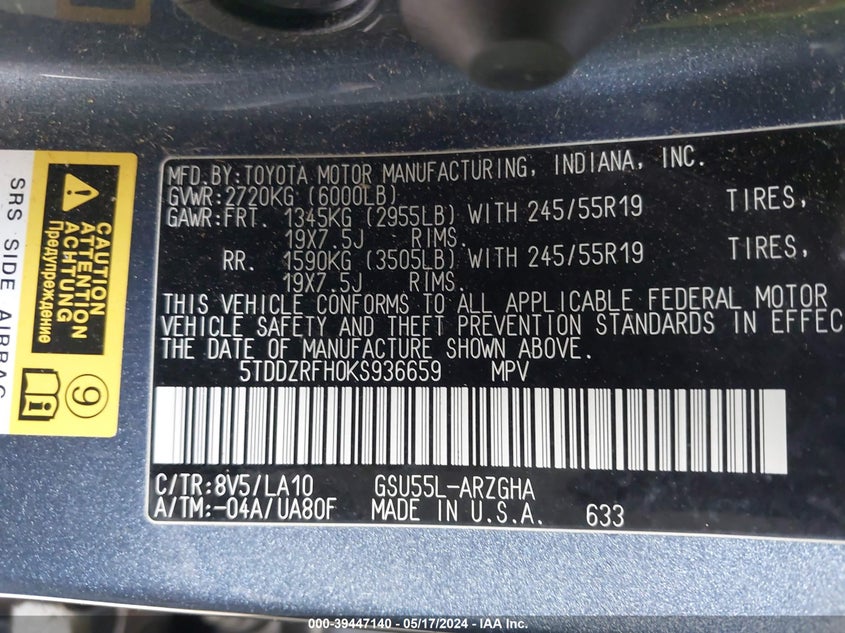 MFD.BY:TOYOTA MOTOR MANUFACTURING, INDIANA, INC.
GVWR:2720KG (6000LB)
GAWR:FRT. 1345KG (2955LB) WITH 245/55R19 TIRES,
19X7.5J RIMS.
RR. 1590KG (3505LB) WITH 245/55R19 TIRES,
19X7.5J RIMS.
THIS VEHICLE CONFORMS TO ALL APPLICABLE FEDERAL MOTOR
VEHICLE SAFETY AND THEFT PREVENTION STANDARDS IN EFFEC
THE DATE OF MANUFACTURE SHOWN ABOVE.
5TDDZRFH0KS936659 MPV
C/TR:8V5/LA10 GSU55L-ARZGHA
A/TM:-04A/UA80F MADE IN U.S.A. 633
SRS SIDE AIRBAG
CAUTION
ATTENTION
ACHTUNG
Предупреждение
9
000-39447140 - 05/17/2024 - IAA Inc.